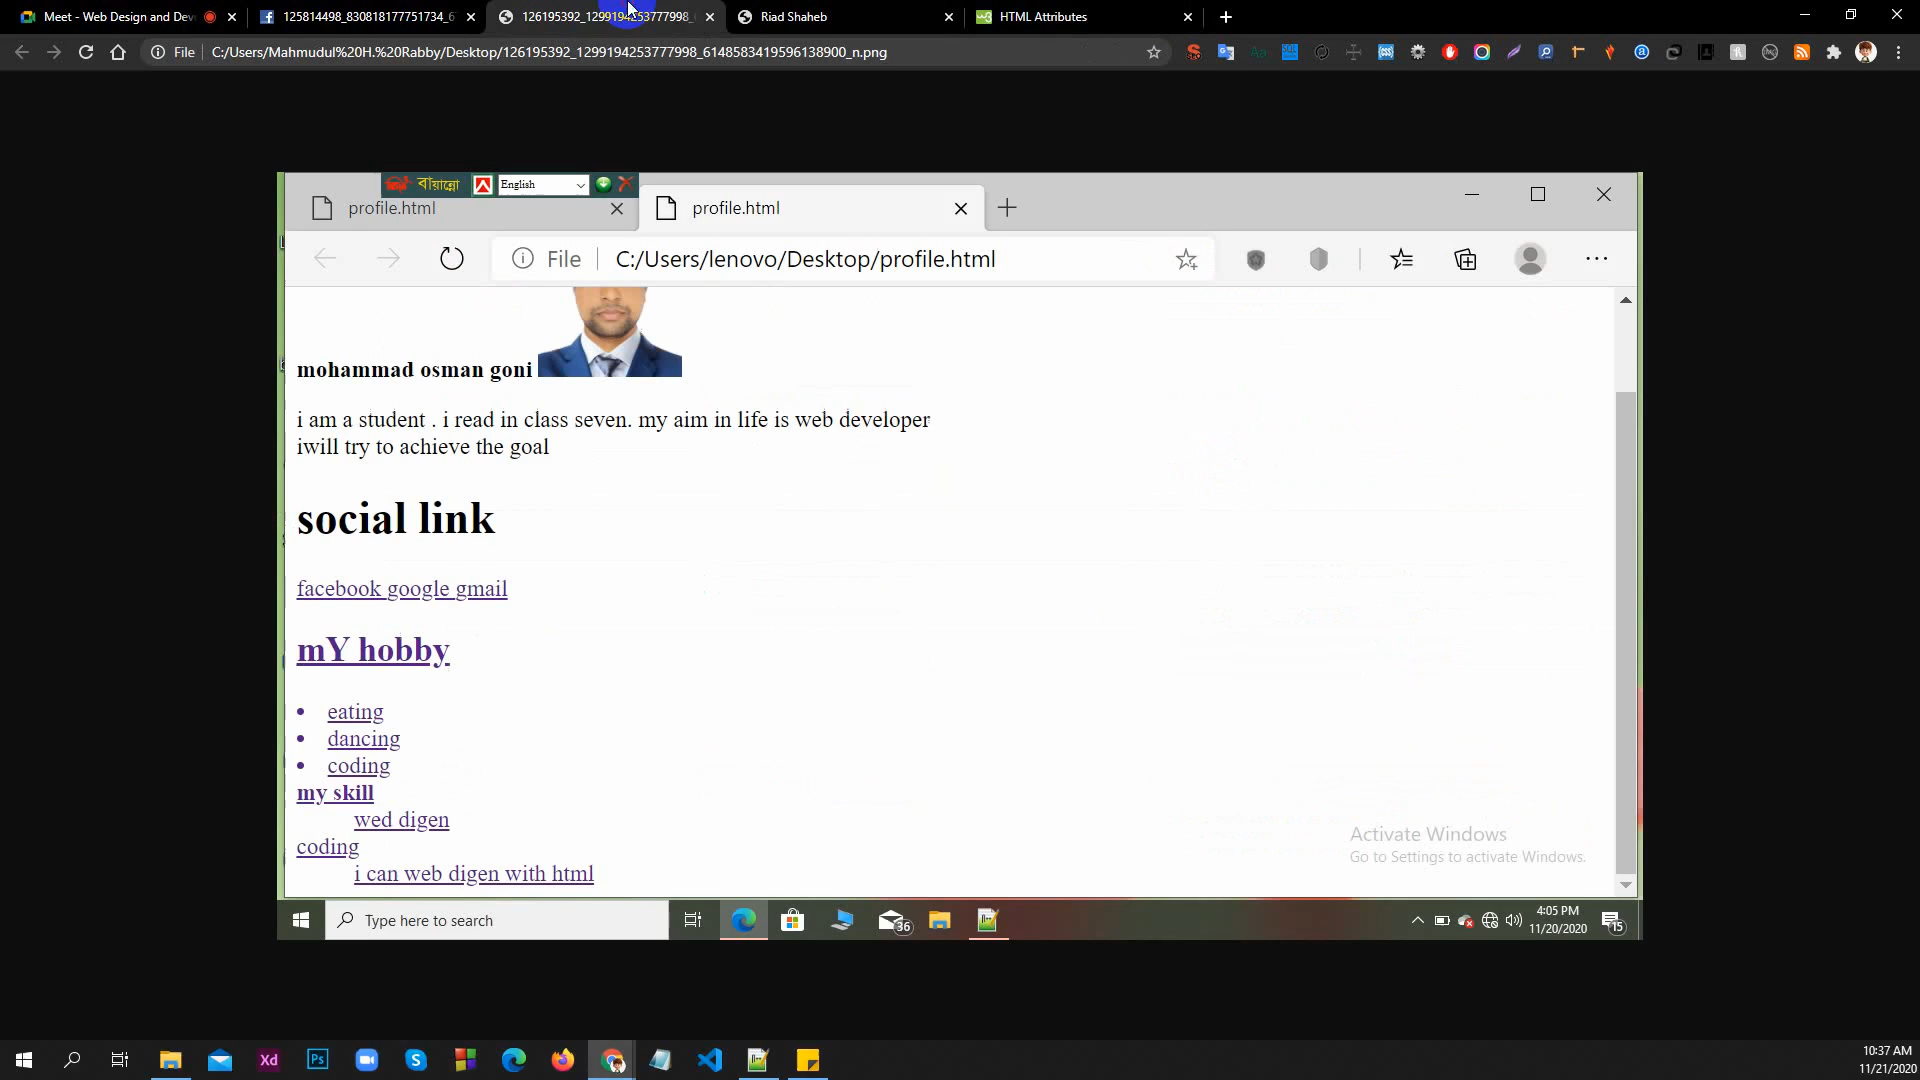 Meet - Web Design and Dev
125814498_830818177751734_6
126195392_1299194253777998_
Riad Shaheb
HTML Attributes
File
C:/Users/Mahmudul%20H.%20Rabby/Desktop/126195392_1299194253777998_6148583419596138900_n.png
বায়ান্নো
English
profile.html
profile.html
File
C:/Users/lenovo/Desktop/profile.html
mohammad osman goni
i am a student . i read in class seven. my aim in life is web developer
iwill try to achieve the goal
social link
facebook google gmail
mY hobby
eating
dancing
coding
my skill
wed digen
coding
i can web digen with html
Activate Windows
Go to Settings to activate Windows.
Type here to search
36
4:05 PM
11/20/2020
15
Xd
Ps
10:37 AM
11/21/2020